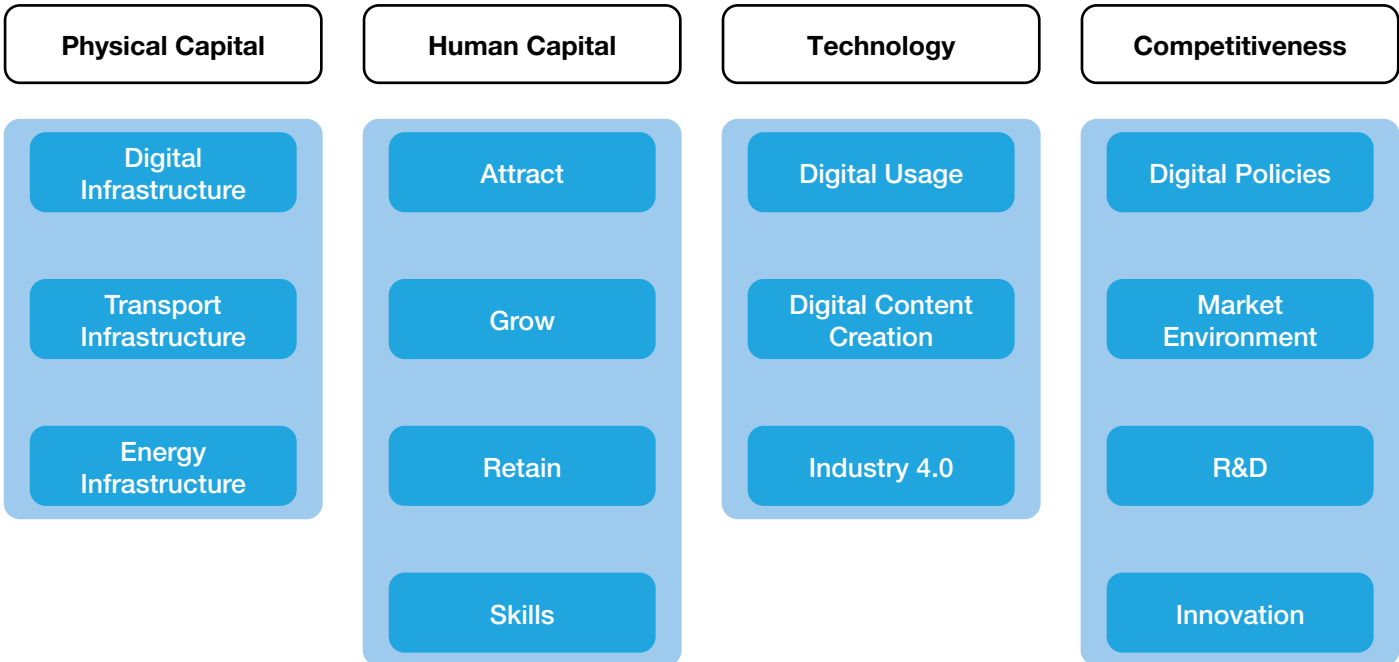 Physical Capital
Human Capital
Technology
Competitiveness
Digital
Infrastructure
Attract
Digital Usage
Digital Policies
Transport
Infrastructure
Grow
Digital Content
Creation
Market
Environment
Energy
Infrastructure
Retain
Industry 4.0
R&D
Skills
Innovation